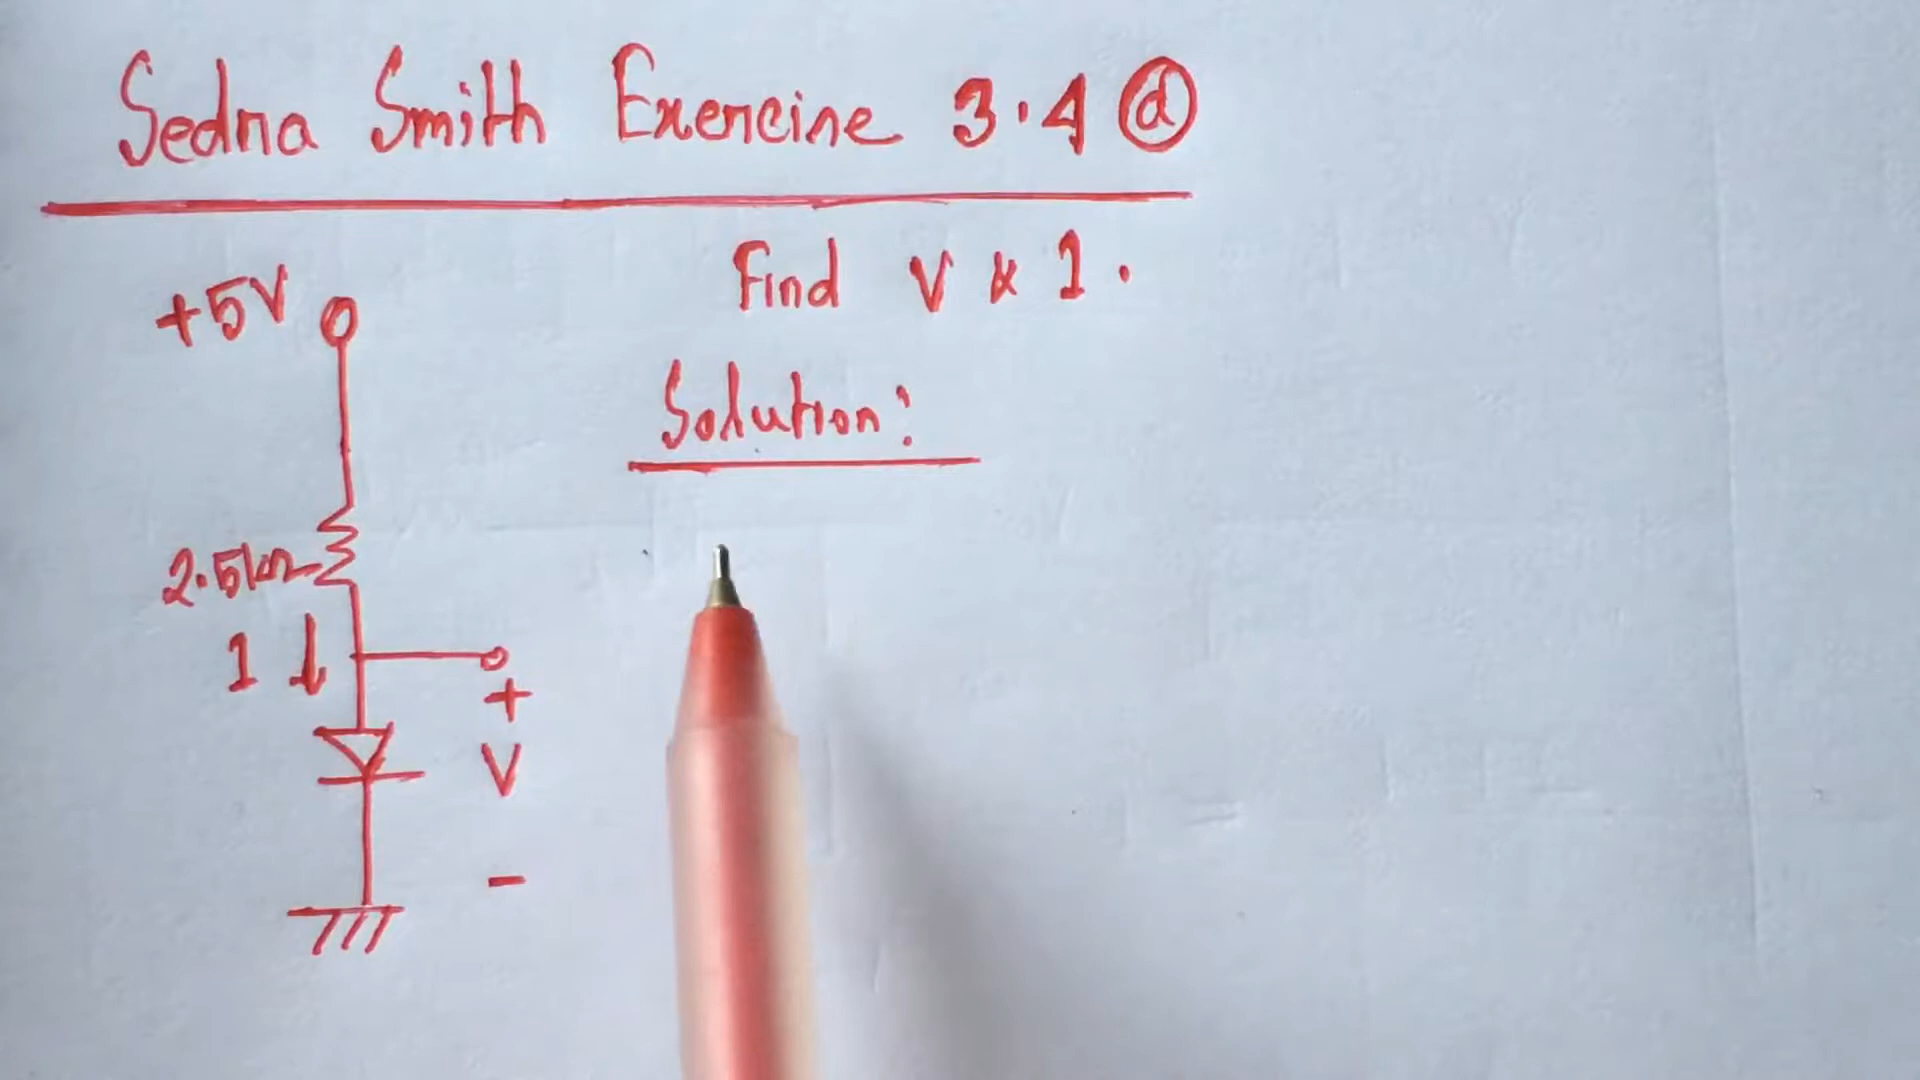 Sedra Smith Exercise 3.4 (d)
Find V & I.
+5V
Solution:
2.5kΩ
I
+
V
-